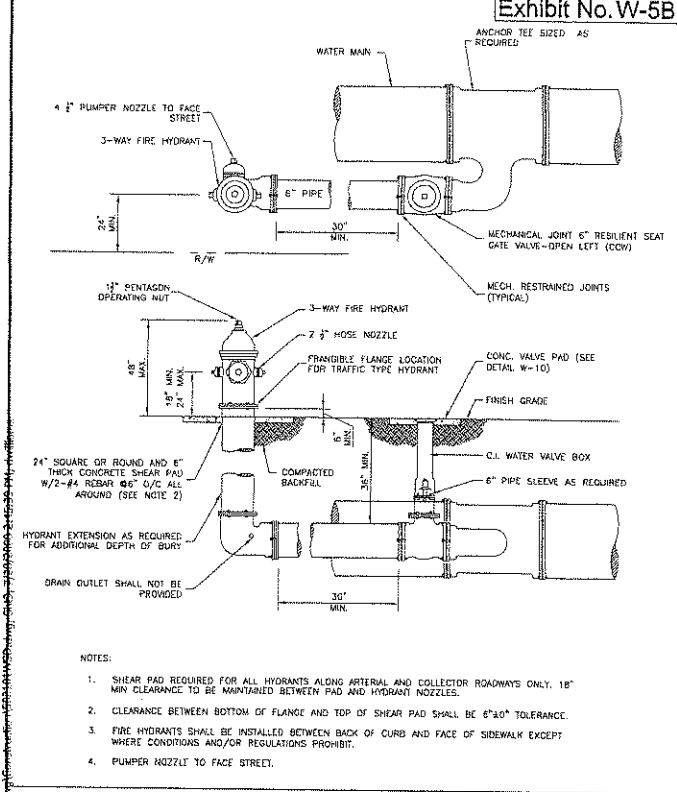 Exhibit No. W-5B
ANCHOR TEE SIZED AS
REQUIRED
WATER MAIN
4 ½" PUMPER NOZZLE TO FACE
STREET
3-WAY FIRE HYDRANT
6" PIPE
24"
MIN.
30"
MIN.
R/W
MECHANICAL JOINT 6" RESILIENT SEAT
GATE VALVE-OPEN LEFT (CCW)
MECH. RESTRAINED JOINTS
(TYPICAL)
PENTAGON
OPERATING NUT
3-WAY FIRE HYDRANT
2 ½" HOSE NOZZLE
FRANGIBLE FLANGE LOCATION
FOR TRAFFIC TYPE HYDRANT
CONC. VALVE PAD (SEE
DETAIL W-10)
FINISH GRADE
48"
MAX.
18" MIN.
24" MAX.
6"
MIN.
36" MIN.
24" SQUARE OR ROUND AND 6"
THICK CONCRETE SHEAR PAD
W/2-#4 REBAR @6" O/C ALL
AROUND (SEE NOTE 2)
COMPACTED
BACKFILL
C.I. WATER VALVE BOX
6" PIPE SLEEVE AS REQUIRED
HYDRANT EXTENSION AS REQUIRED
FOR ADDITIONAL DEPTH OF BURY
DRAIN OUTLET SHALL NOT BE
PROVIDED
30"
MIN.
NOTES:
1. SHEAR PAD REQUIRED FOR ALL HYDRANTS ALONG ARTERIAL AND COLLECTOR ROADWAYS ONLY. 18"
MIN CLEARANCE TO BE MAINTAINED BETWEEN PAD AND HYDRANT NOZZLES.
2. CLEARANCE BETWEEN BOTTOM OF FLANGE AND TOP OF SHEAR PAD SHALL BE 6"±0" TOLERANCE.
3. FIRE HYDRANTS SHALL BE INSTALLED BETWEEN BACK OF CURB AND FACE OF SIDEWALK EXCEPT
WHERE CONDITIONS AND/OR REGULATIONS PROHIBIT.
4. PUMPER NOZZLE TO FACE STREET.